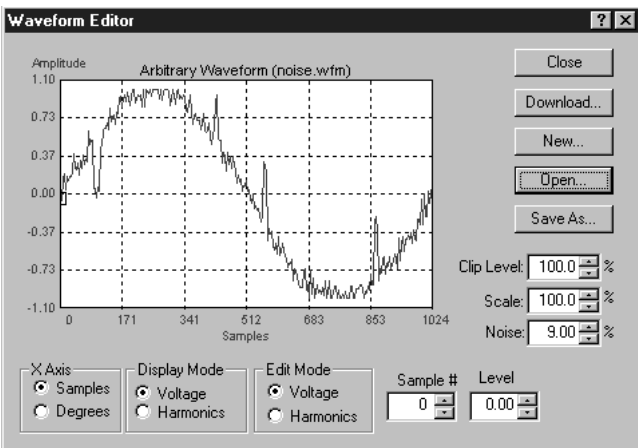 Waveform Editor
Amplitude
Arbitrary Waveform (noise.wfm)
1.10
0.73
0.37
0.00
-0.37
-0.73
-1.10
0 171 341 512 683 853 1024
Samples
Close
Download...
New...
Open...
Save As...
Clip Level: 100.0 %
Scale: 100.0 %
Noise: 9.00 %
X Axis
Samples
Degrees
Display Mode
Voltage
Harmonics
Edit Mode
Voltage
Harmonics
Sample #
0
Level
0.00